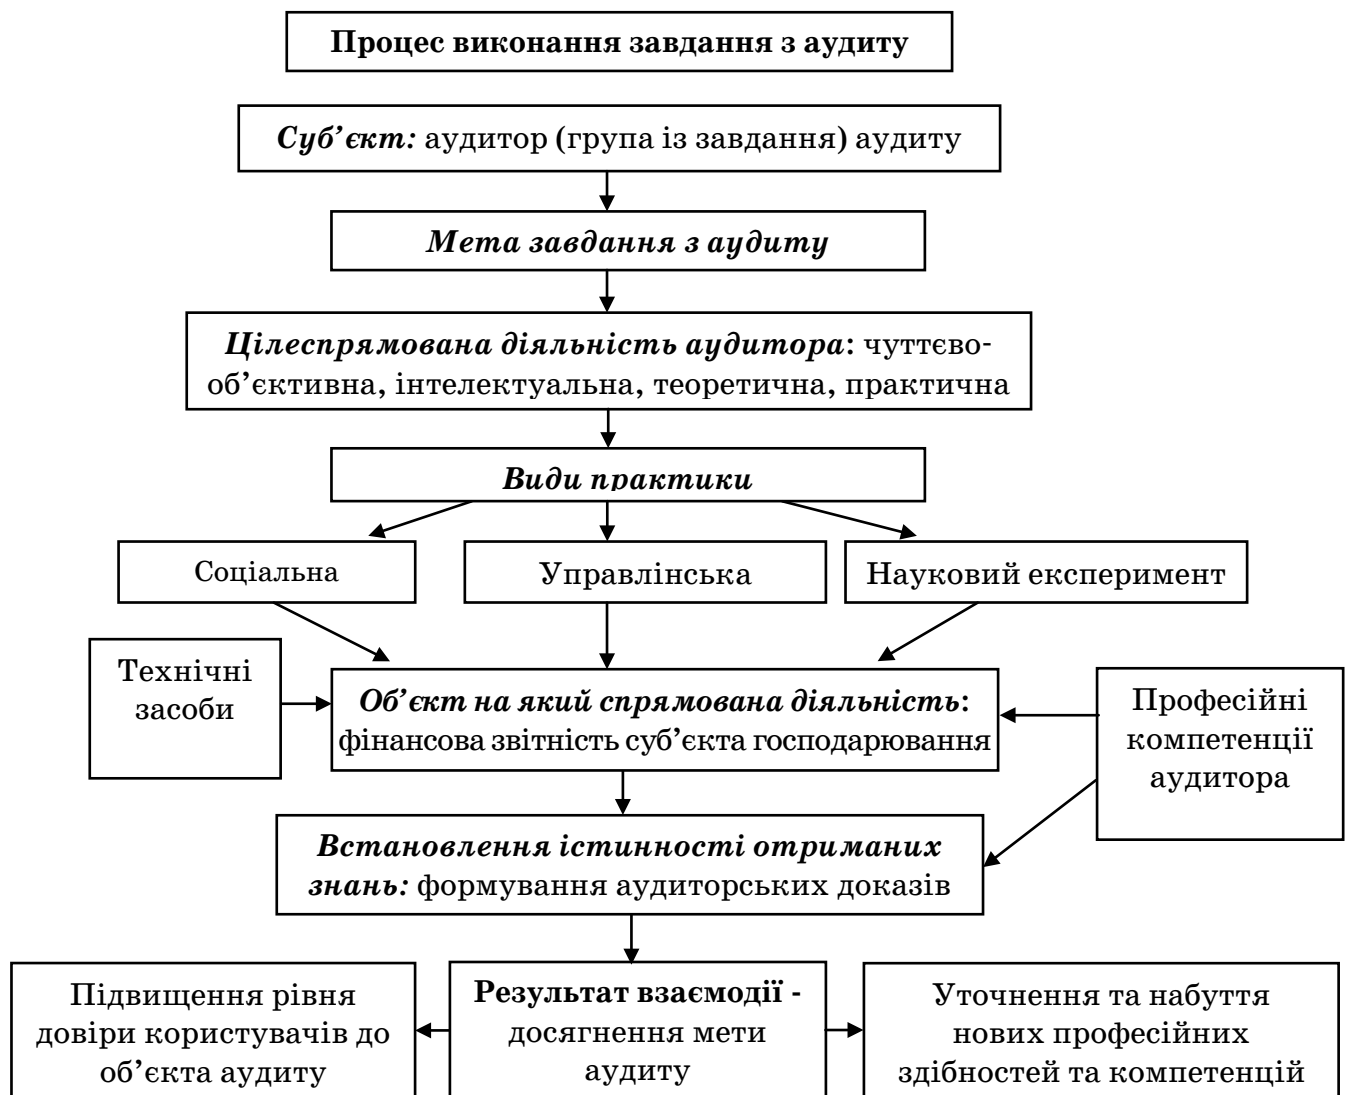 Процес виконання завдання з аудиту
Суб’єкт: аудитор (група із завдання) аудиту
Мета завдання з аудиту
Цілеспрямована діяльність аудитора: чуттєво-
об’єктивна, інтелектуальна, теоретична, практична
Види практики
Соціальна
Управлінська
Науковий експеримент
Технічні
засоби
Об’єкт на який спрямована діяльність:
фінансова звітність суб’єкта господарювання
Професійні
компетенції
аудитора
Встановлення істинності отриманих
знань: формування аудиторських доказів
Підвищення рівня
довіри користувачів до
об’єкта аудиту
Результат взаємодії -
досягнення мети
аудиту
Уточнення та набуття
нових професійних
здібностей та компетенцій